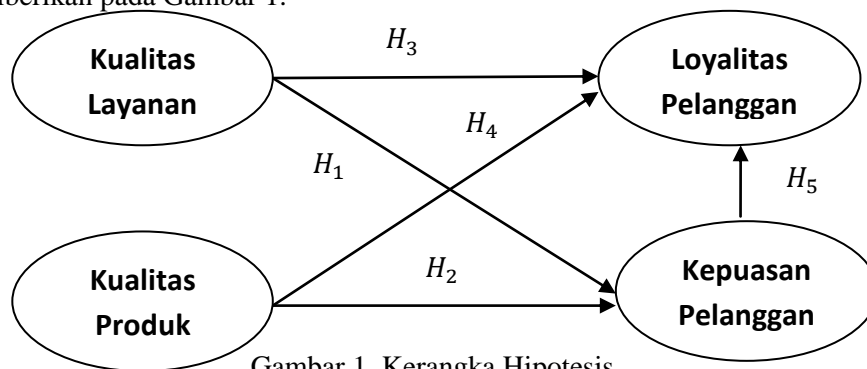 berikan pada Gambar 1.
Kualitas
Layanan
H₃
Loyalitas
Pelanggan
H₄
H₁
H₅
Kualitas
Produk
H₂
Kepuasan
Pelanggan
Gambar 1. Kerangka Hipotesis